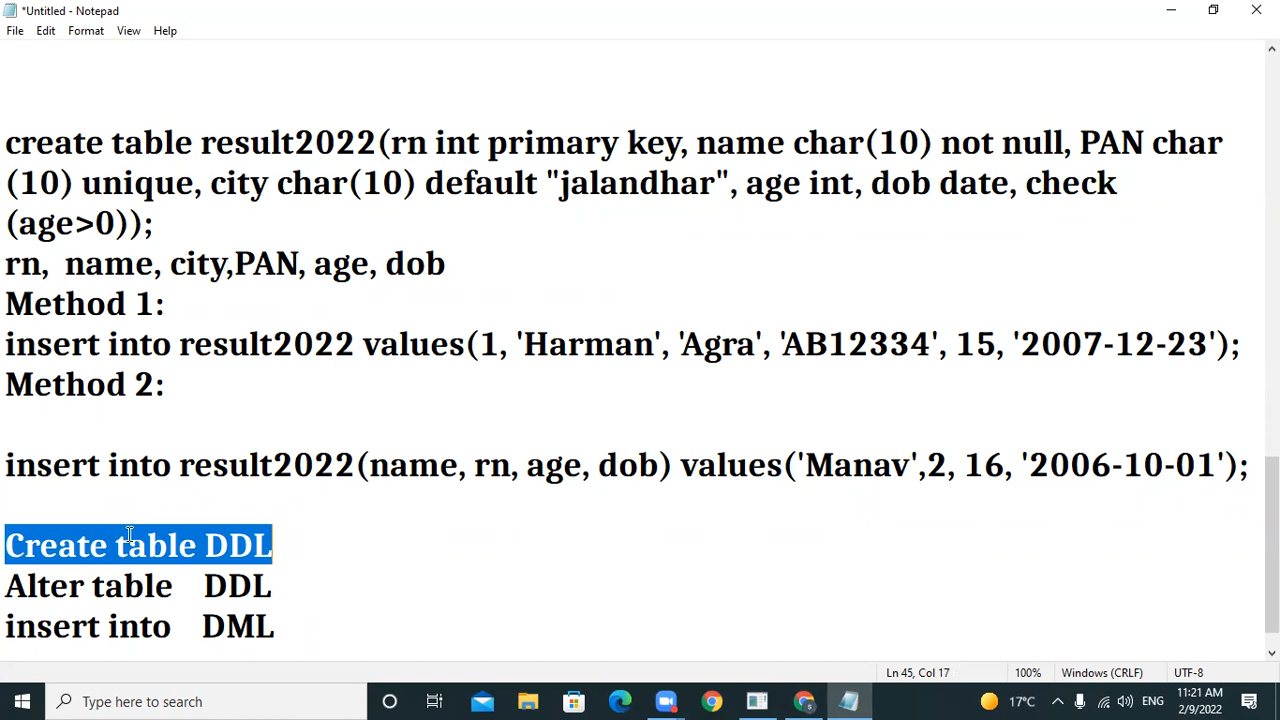 *Untitled - Notepad
File Edit Format View Help
create table result2022(rn int primary key, name char(10) not null, PAN char
(10) unique, city char(10) default "jalandhar", age int, dob date, check
(age>0));
rn,  name, city,PAN, age, dob
Method 1:
insert into result2022 values(1, 'Harman', 'Agra', 'AB12334', 15, '2007-12-23');
Method 2:
insert into result2022(name, rn, age, dob) values('Manav',2, 16, '2006-10-01');
Create table DDL
Alter table    DDL
insert into    DML
Ln 45, Col 17 100% Windows (CRLF) UTF-8
Type here to search 17°C ENG 11:21 AM
2/9/2022